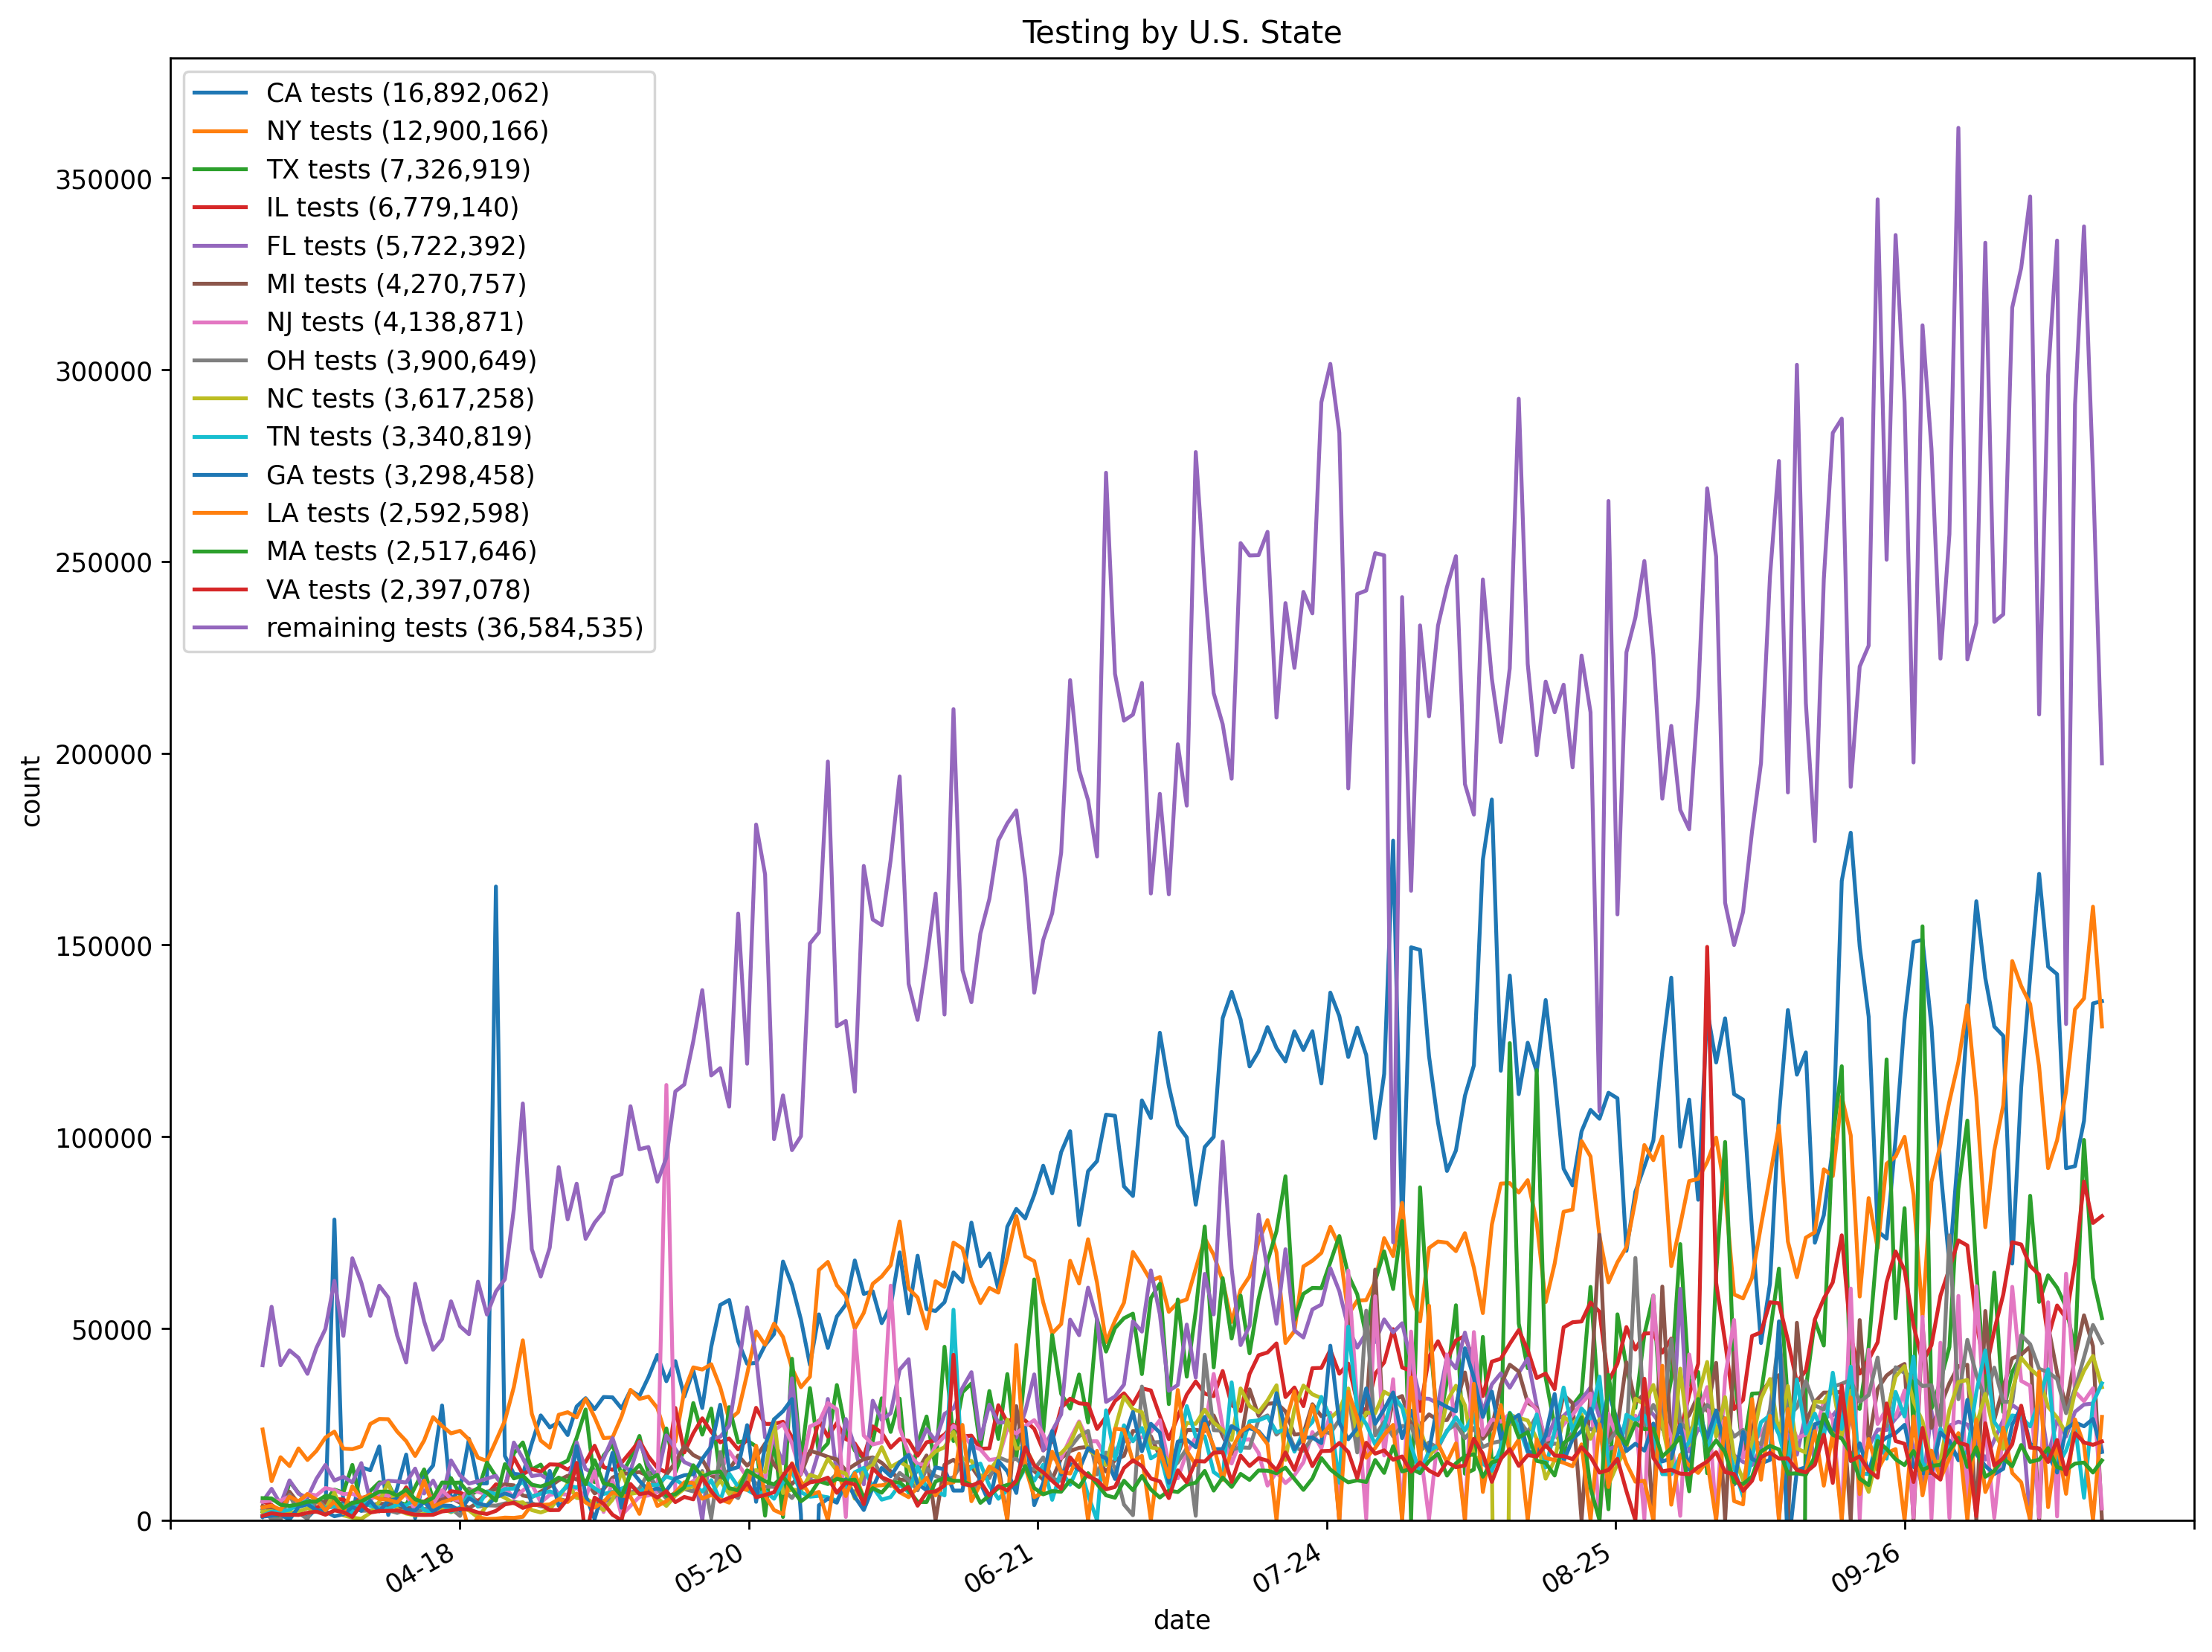 Testing by U.S. State
CA tests (16,892,062)
NY tests (12,900,166)
TX tests (7,326,919)
IL tests (6,779,140)
FL tests (5,722,392)
MI tests (4,270,757)
NJ tests (4,138,871)
OH tests (3,900,649)
NC tests (3,617,258)
TN tests (3,340,819)
GA tests (3,298,458)
LA tests (2,592,598)
MA tests (2,517,646)
VA tests (2,397,078)
remaining tests (36,584,535)
350000
300000
250000
200000
150000
100000
50000
0
count
04-18
05-20
06-21
07-24
08-25
09-26
date